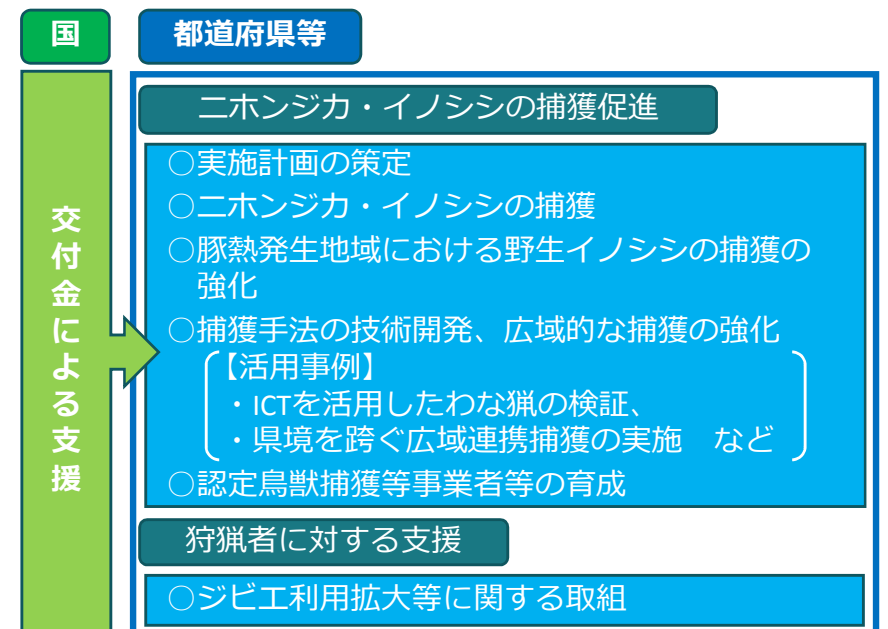 国
都道府県等
交付金による支援
ニホンジカ・イノシシの捕獲促進
○実施計画の策定
○ニホンジカ・イノシシの捕獲
○豚熱発生地域における野生イノシシの捕獲の
強化
○捕獲手法の技術開発、広域的な捕獲の強化
【活用事例】
・ICTを活用したわな猟の検証、
・県境を跨ぐ広域連携捕獲の実施　など
○認定鳥獣捕獲等事業者等の育成
狩猟者に対する支援
○ジビエ利用拡大等に関する取組